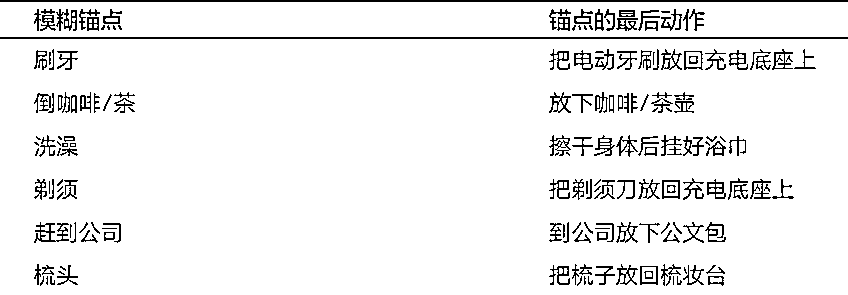 模糊锚点 锚点的最后动作
刷牙 把电动牙刷放回充电底座上
倒咖啡/茶 放下咖啡/茶壶
洗澡 擦干身体后挂好浴巾
剃须 把剃须刀放回充电底座上
赶到公司 到公司放下公文包
梳头 把梳子放回梳妆台